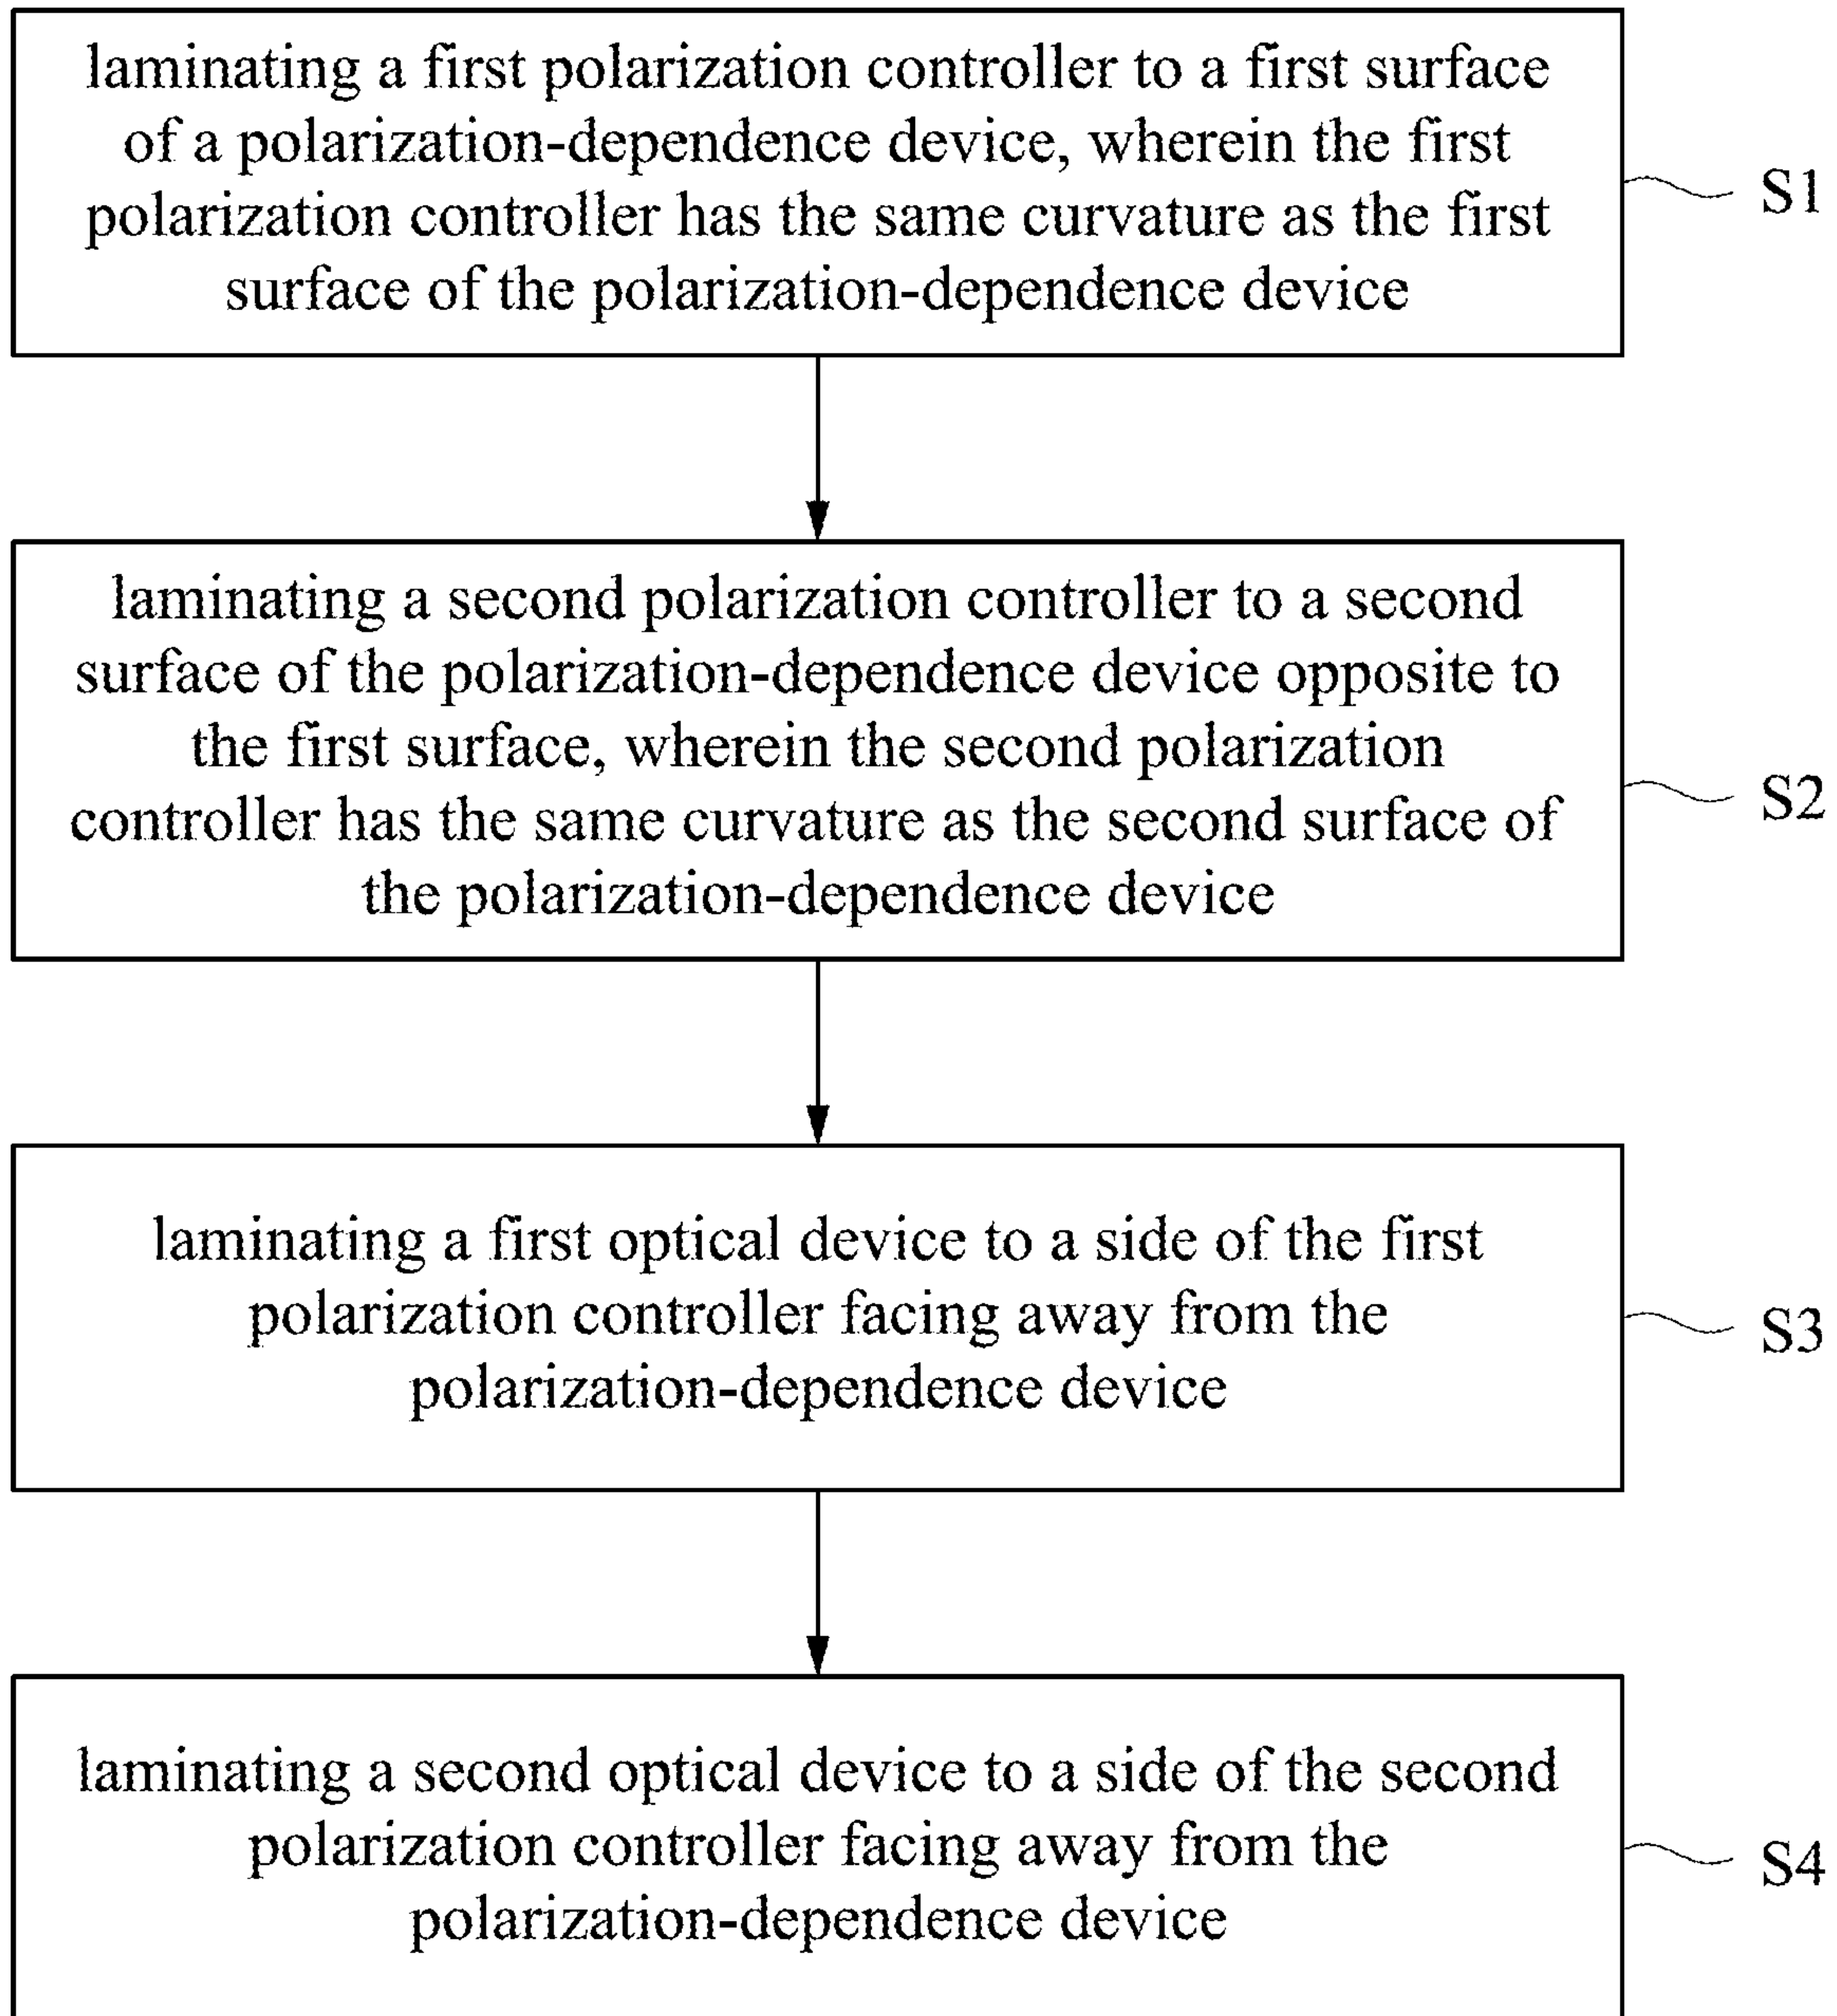 laminating a first polarization controller to a first surface
of a polarization-dependence device, wherein the first
polarization controller has the same curvature as the first
surface of the polarization-dependence device
S1
laminating a second polarization controller to a second
surface of the polarization-dependence device opposite to
the first surface, wherein the second polarization
controller has the same curvature as the second surface of
the polarization-dependence device
S2
laminating a first optical device to a side of the first
polarization controller facing away from the
polarization-dependence device
S3
laminating a second optical device to a side of the second
polarization controller facing away from the
polarization-dependence device
S4